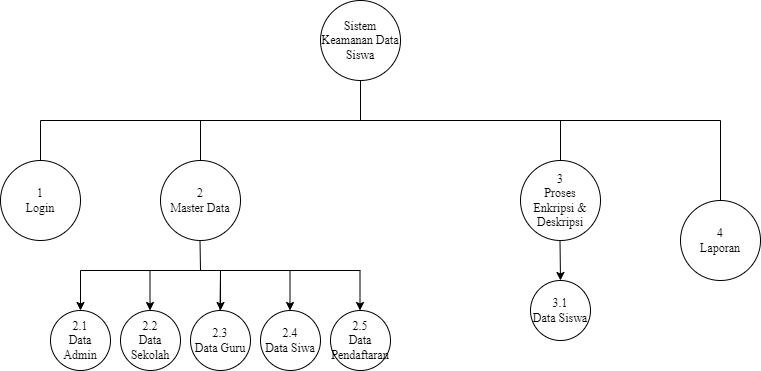 Sistem
Keamanan Data
Siswa
1
Login
2
Master Data
3
Proses
Enkripsi &
Deskripsi
4
Laporan
2.1
Data
Admin
2.2
Data
Sekolah
2.3
Data Guru
2.4
Data Siwa
2.5
Data
Pendaftaran
3.1
Data Siswa